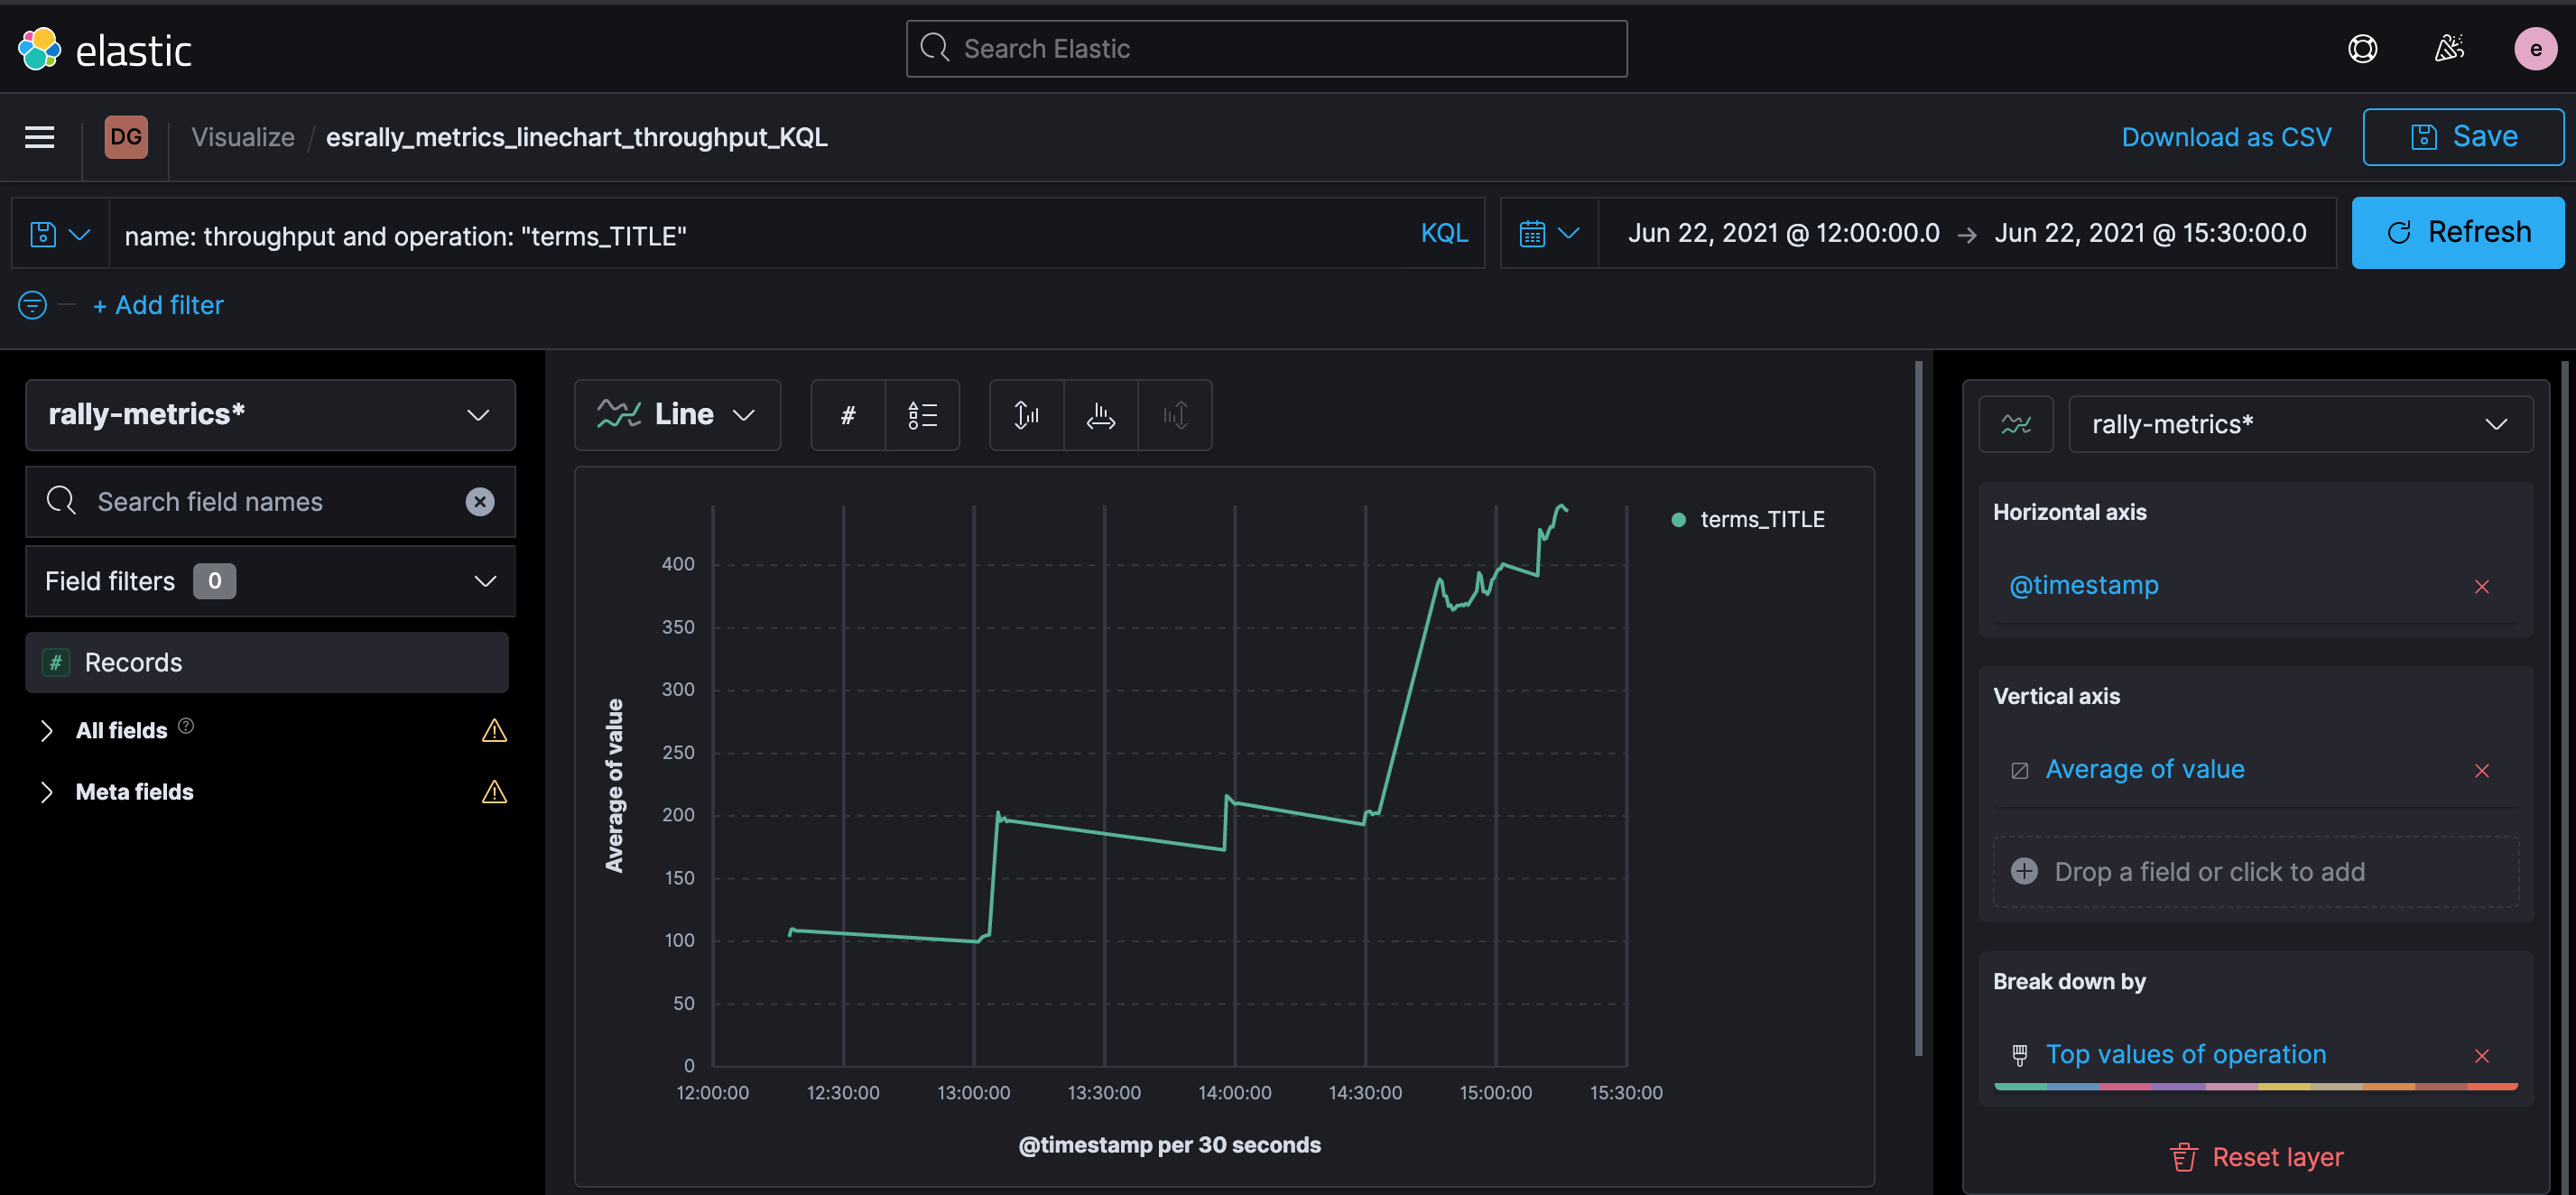 elastic
Search Elastic
e
DG
Visualize / esrally_metrics_linechart_throughput_KQL
Download as CSV
Save
name: throughput and operation: "terms_TITLE"
KQL
Jun 22, 2021 @ 12:00:00.0 → Jun 22, 2021 @ 15:30:00.0
Refresh
+ Add filter
rally-metrics*
Search field names
Field filters 0
# Records
All fields
Meta fields
Line
#
terms_TITLE
Average of value
400
350
300
250
200
150
100
50
0
12:00:00 12:30:00 13:00:00 13:30:00 14:00:00 14:30:00 15:00:00 15:30:00
@timestamp per 30 seconds
rally-metrics*
Horizontal axis
@timestamp
Vertical axis
Average of value
Drop a field or click to add
Break down by
Top values of operation
Reset layer